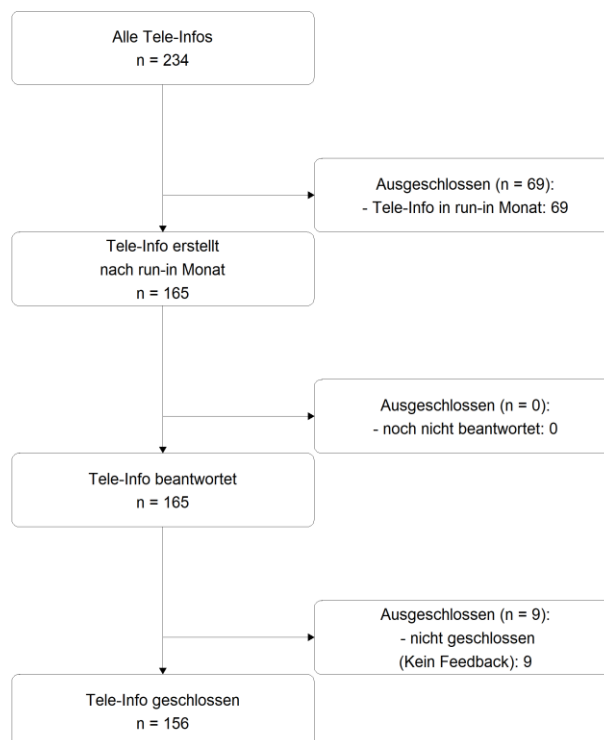 Alle Tele-Infos
n = 234
Ausgeschlossen (n = 69):
- Tele-Info in run-in Monat: 69
Tele-Info erstellt
nach run-in Monat
n = 165
Ausgeschlossen (n = 0):
- noch nicht beantwortet: 0
Tele-Info beantwortet
n = 165
Ausgeschlossen (n = 9):
- nicht geschlossen
(Kein Feedback): 9
Tele-Info geschlossen
n = 156